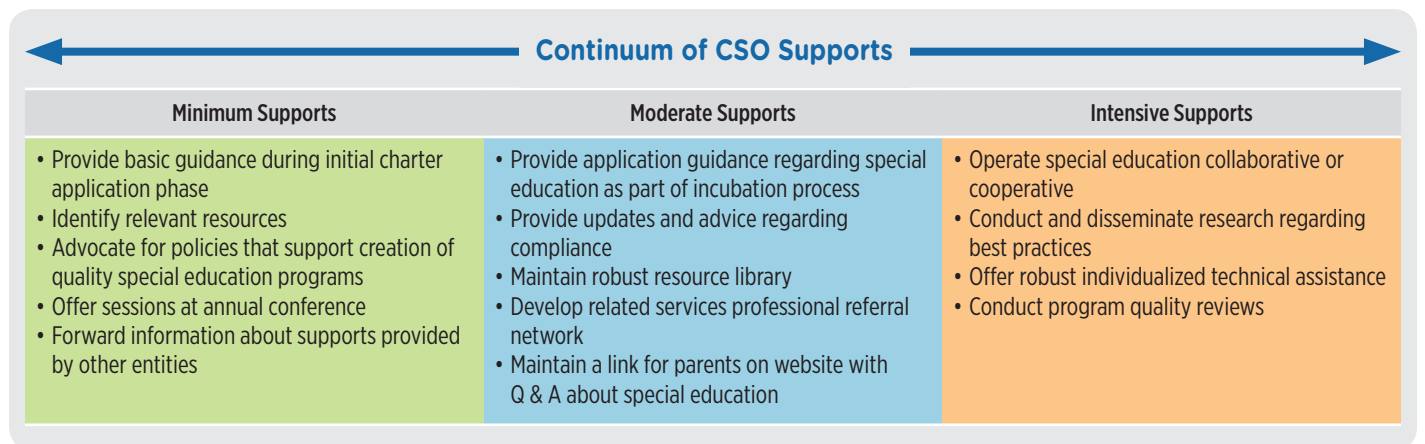 Continuum of CSO Supports
Minimum Supports
• Provide basic guidance during initial charter
application phase
• Identify relevant resources
• Advocate for policies that support creation of
quality special education programs
• Offer sessions at annual conference
• Forward information about supports provided
by other entities
Moderate Supports
• Provide application guidance regarding special
education as part of incubation process
• Provide updates and advice regarding
compliance
• Maintain robust resource library
• Develop related services professional referral
network
• Maintain a link for parents on website with
Q & A about special education
Intensive Supports
• Operate special education collaborative or
cooperative
• Conduct and disseminate research regarding
best practices
• Offer robust individualized technical assistance
• Conduct program quality reviews